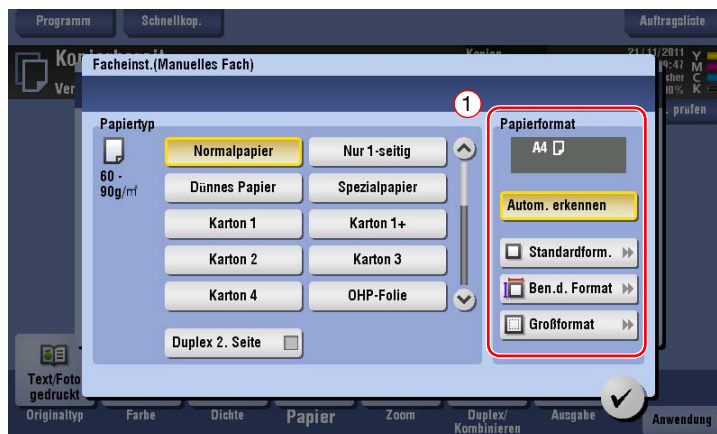 Programm
Schnellkop.
Auftragsliste
Facheinst.(Manuelles Fach)
1
Papiertyp
60 -
90g/㎡
Normalpapier
Nur 1-seitig
Dünnes Papier
Spezialpapier
Karton 1
Karton 1+
Karton 2
Karton 3
Karton 4
OHP-Folie
Duplex 2. Seite
Papierformat
A4
Autom. erkennen
Standardform.
Ben.d. Format
Großformat
21/11/2011
Y
M
C
K
prüfen
Text/Foto
gedruckt
Originaltyp
Farbe
Dichte
Papier
Zoom
Duplex/
Kombinieren
Ausgabe
Anwendung